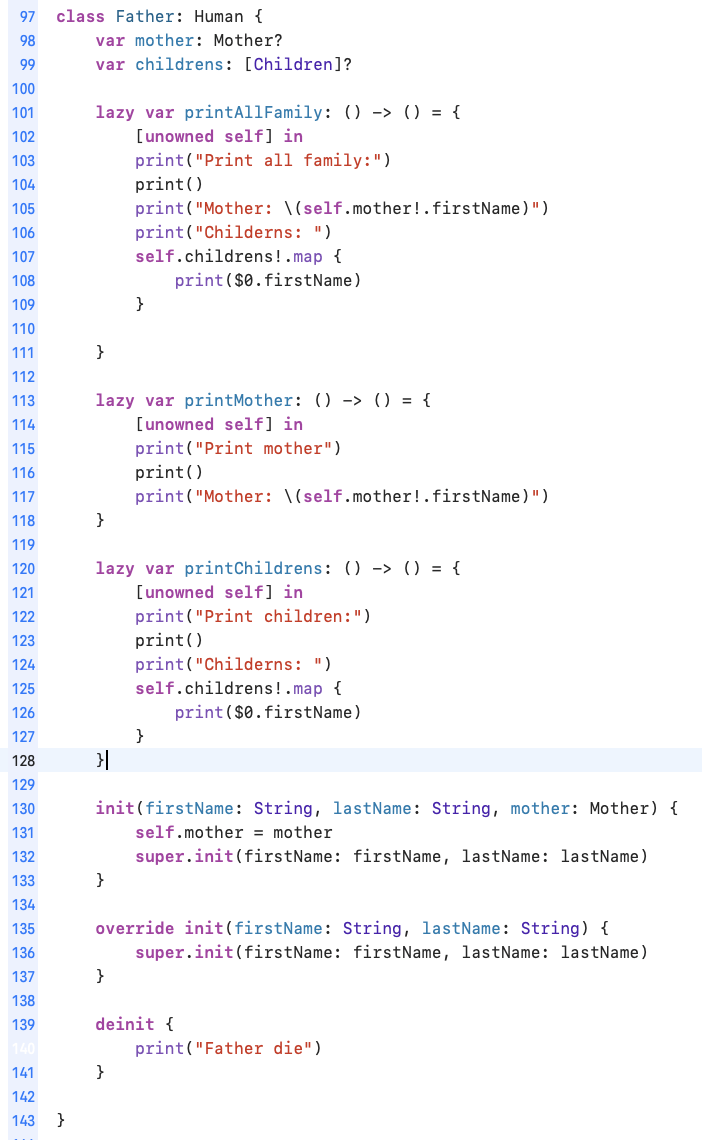 97 class Father: Human {
98     var mother: Mother?
99     var childrens: [Children]?
100
101     lazy var printAllFamily: () -> () = {
102         [unowned self] in
103         print("Print all family:")
104         print()
105         print("Mother: \(self.mother!.firstName)")
106         print("Childerns: ")
107         self.childrens!.map {
108             print($0.firstName)
109         }
110
111     }
112
113     lazy var printMother: () -> () = {
114         [unowned self] in
115         print("Print mother")
116         print()
117         print("Mother: \(self.mother!.firstName)")
118     }
119
120     lazy var printChildrens: () -> () = {
121         [unowned self] in
122         print("Print children:")
123         print()
124         print("Childerns: ")
125         self.childrens!.map {
126             print($0.firstName)
127         }
128     }
129
130     init(firstName: String, lastName: String, mother: Mother) {
131         self.mother = mother
132         super.init(firstName: firstName, lastName: lastName)
133     }
134
135     override init(firstName: String, lastName: String) {
136         super.init(firstName: firstName, lastName: lastName)
137     }
138
139     deinit {
140         print("Father die")
141     }
142
143 }